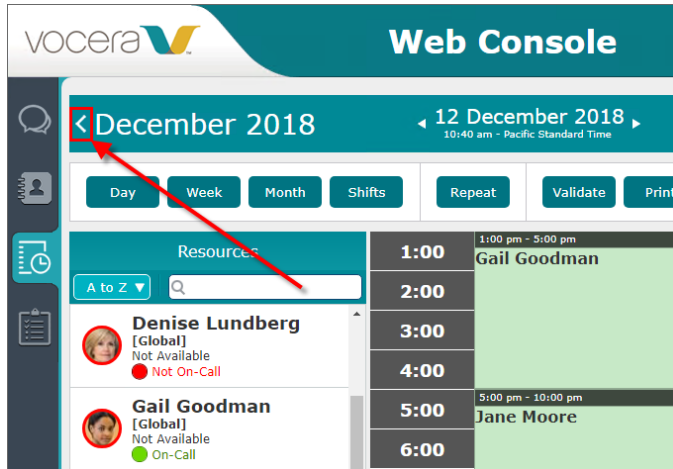 vocera
Web Console
December 2018
12 December 2018
10:40 am - Pacific Standard Time
Day
Week
Month
Shifts
Repeat
Validate
Print
Resources
A to Z
Denise Lundberg
[Global]
Not Available
Not On-Call
Gail Goodman
[Global]
Not Available
On-Call
1:00
2:00
3:00
4:00
5:00
6:00
1:00 pm - 5:00 pm
Gail Goodman
5:00 pm - 10:00 pm
Jane Moore